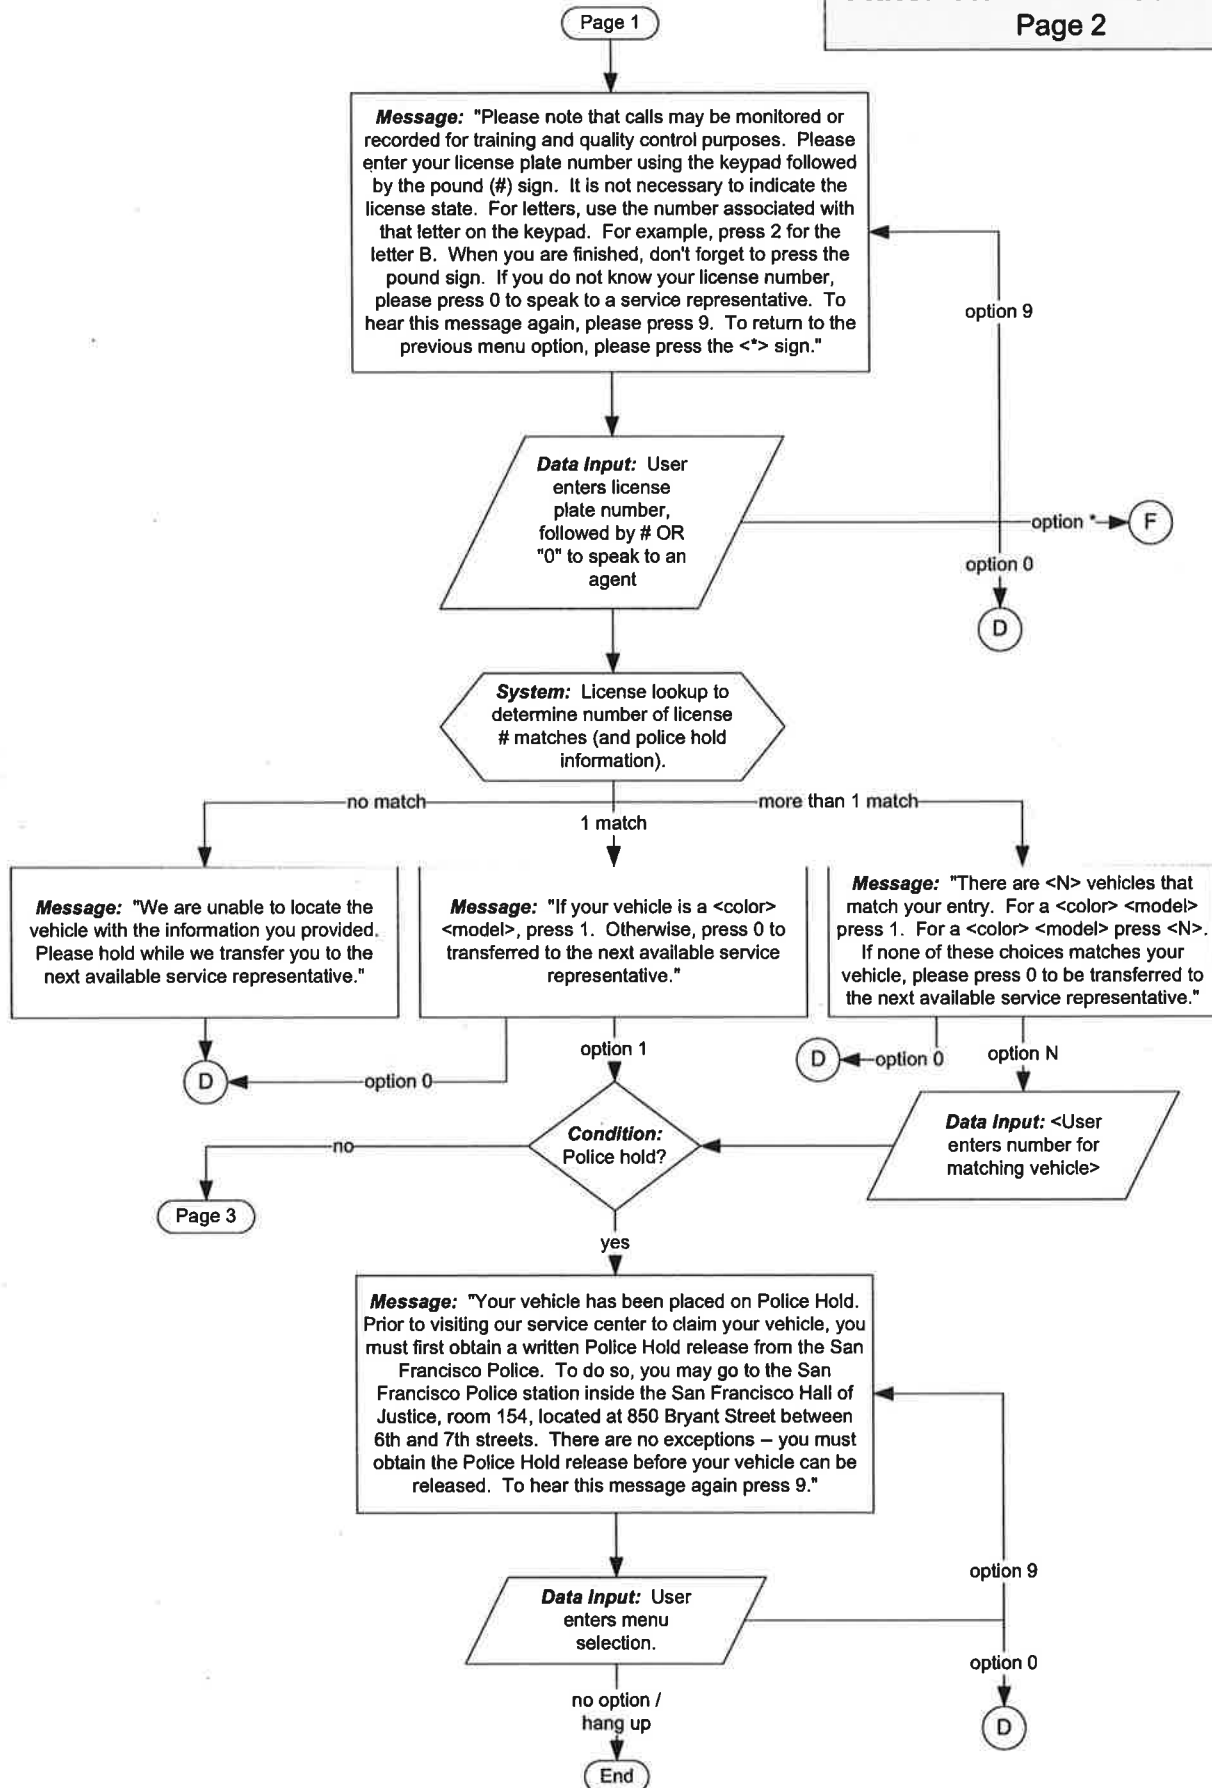 Page 2
Page 1
Message: "Please note that calls may be monitored or
recorded for training and quality control purposes. Please
enter your license plate number using the keypad followed
by the pound (#) sign. It is not necessary to indicate the
license state. For letters, use the number associated with
that letter on the keypad. For example, press 2 for the
letter B. When you are finished, don't forget to press the
pound sign. If you do not know your license number,
please press 0 to speak to a service representative. To
hear this message again, please press 9. To return to the
previous menu option, please press the <*> sign."
option 9
Data Input: User
enters license
plate number,
followed by # OR
"0" to speak to an
agent
option *
F
option 0
D
System: License lookup to
determine number of license
# matches (and police hold
information).
no match
1 match
more than 1 match
Message: "We are unable to locate the
vehicle with the information you provided.
Please hold while we transfer you to the
next available service representative."
Message: "If your vehicle is a <color>
<model>, press 1. Otherwise, press 0 to
transferred to the next available service
representative."
Message: "There are <N> vehicles that
match your entry. For a <color> <model>
press 1. For a <color> <model> press <N>.
If none of these choices matches your
vehicle, please press 0 to be transferred to
the next available service representative."
D
option 0
option 1
D
option 0
option N
Condition:
Police hold?
Data Input: <User
enters number for
matching vehicle>
no
Page 3
yes
Message: "Your vehicle has been placed on Police Hold.
Prior to visiting our service center to claim your vehicle, you
must first obtain a written Police Hold release from the San
Francisco Police. To do so, you may go to the San
Francisco Police station inside the San Francisco Hall of
Justice, room 154, located at 850 Bryant Street between
6th and 7th streets. There are no exceptions – you must
obtain the Police Hold release before your vehicle can be
released. To hear this message again press 9."
option 9
Data Input: User
enters menu
selection.
option 0
D
no option /
hang up
End